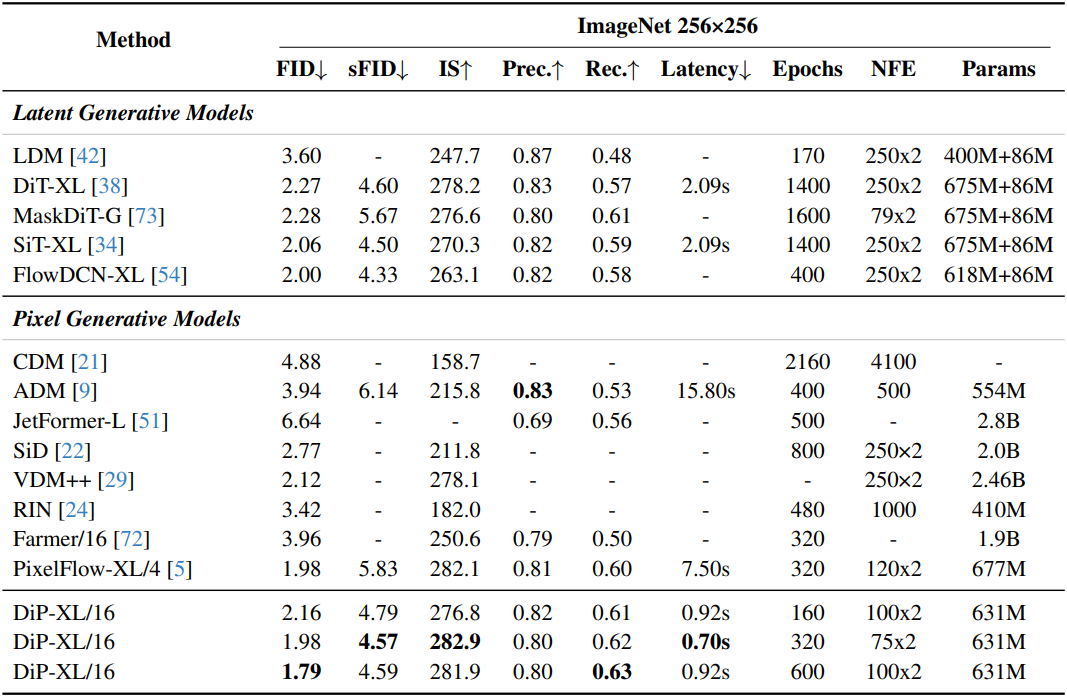 Method ImageNet 256×256
FID↓ sFID↓ IS↑ Prec.↑ Rec.↑ Latency↓ Epochs NFE Params
Latent Generative Models
LDM [42] 3.60 - 247.7 0.87 0.48 - 170 250x2 400M+86M
DiT-XL [38] 2.27 4.60 278.2 0.83 0.57 2.09s 1400 250x2 675M+86M
MaskDiT-G [73] 2.28 5.67 276.6 0.80 0.61 - 1600 79x2 675M+86M
SiT-XL [34] 2.06 4.50 270.3 0.82 0.59 2.09s 1400 250x2 675M+86M
FlowDCN-XL [54] 2.00 4.33 263.1 0.82 0.58 - 400 250x2 618M+86M
Pixel Generative Models
CDM [21] 4.88 - 158.7 - - - 2160 4100 -
ADM [9] 3.94 6.14 215.8 0.83 0.53 15.80s 400 500 554M
JetFormer-L [51] 6.64 - - 0.69 0.56 - 500 - 2.8B
SiD [22] 2.77 - 211.8 - - - 800 250×2 2.0B
VDM++ [29] 2.12 - 278.1 - - - - 250×2 2.46B
RIN [24] 3.42 - 182.0 - - - 480 1000 410M
Farmer/16 [72] 3.96 - 250.6 0.79 0.50 - 320 - 1.9B
PixelFlow-XL/4 [5] 1.98 5.83 282.1 0.81 0.60 7.50s 320 120x2 677M
DiP-XL/16 2.16 4.79 276.8 0.82 0.61 0.92s 160 100x2 631M
DiP-XL/16 1.98 4.57 282.9 0.80 0.62 0.70s 320 75x2 631M
DiP-XL/16 1.79 4.59 281.9 0.80 0.63 0.92s 600 100x2 631M